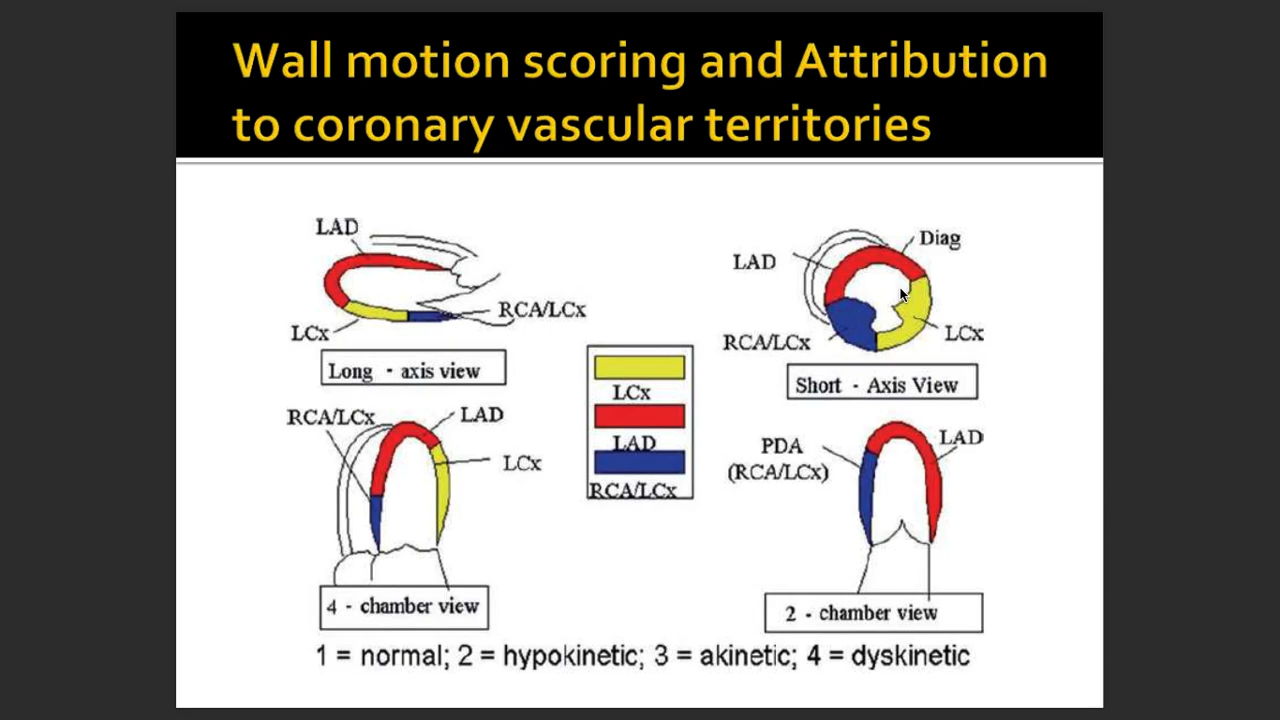 Wall motion scoring and Attribution
to coronary vascular territories
LAD
RCA/LCx
LCx
Long - axis view
Diag
LAD
RCA/LCx
LCx
Short - Axis View
LCx
LAD
RCA/LCx
RCA/LCx
LAD
LCx
4 - chamber view
PDA
(RCA/LCx)
LAD
2 - chamber view
1 = normal; 2 = hypokinetic; 3 = akinetic; 4 = dyskinetic